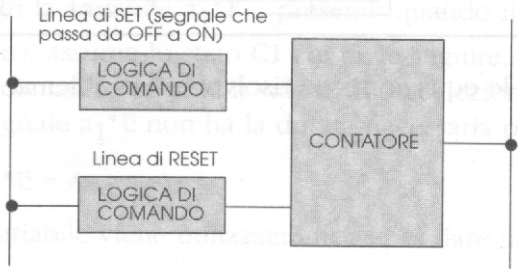 Linea di SET (segnale che
passa da OFF a ON)
LOGICA DI
COMANDO
CONTATORE
Linea di RESET
LOGICA DI
COMANDO